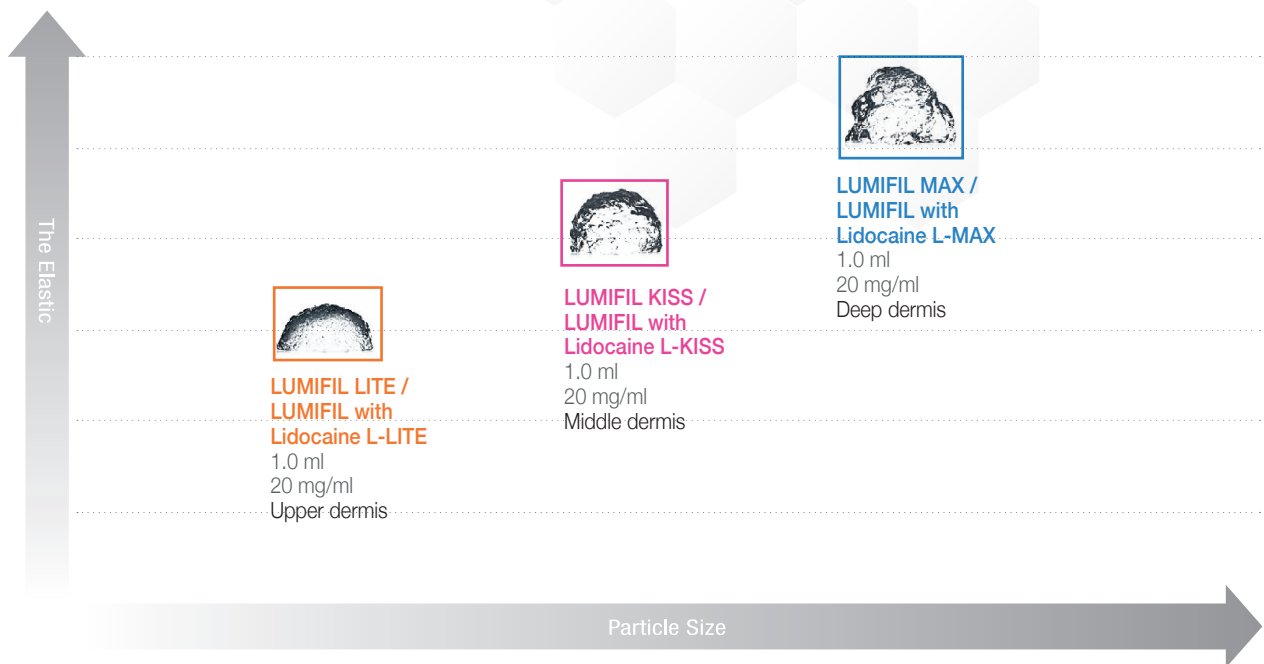 The Elastic
LUMIFIL LITE /
LUMIFIL with
Lidocaine L-LITE
1.0 ml
20 mg/ml
Upper dermis
LUMIFIL KISS /
LUMIFIL with
Lidocaine L-KISS
1.0 ml
20 mg/ml
Middle dermis
LUMIFIL MAX /
LUMIFIL with
Lidocaine L-MAX
1.0 ml
20 mg/ml
Deep dermis
Particle Size